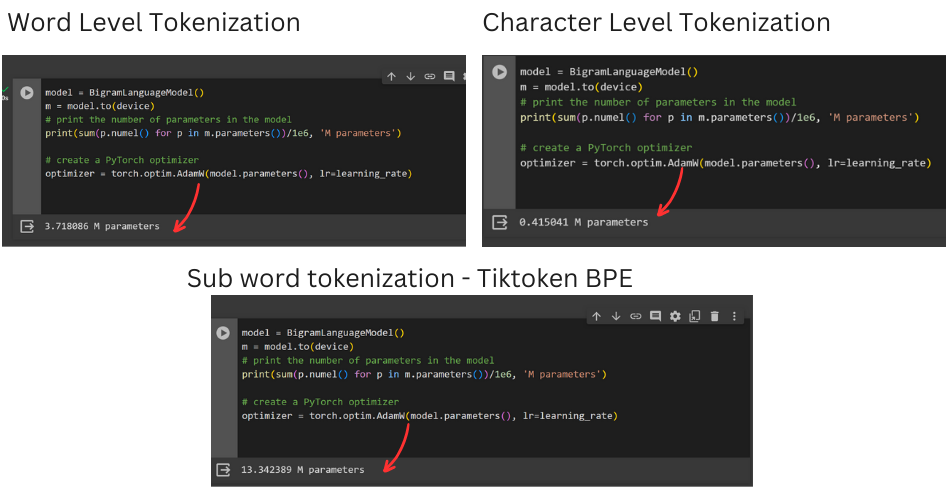 Word Level Tokenization
0s
model = BigramLanguageModel()
m = model.to(device)
# print the number of parameters in the model
print(sum(p.numel() for p in m.parameters())/1e6, 'M parameters')
# create a PyTorch optimizer
optimizer = torch.optim.AdamW(model.parameters(), lr=learning_rate)
3.718086 M parameters
Character Level Tokenization
model = BigramLanguageModel()
m = model.to(device)
# print the number of parameters in the model
print(sum(p.numel() for p in m.parameters())/1e6, 'M parameters')
# create a PyTorch optimizer
optimizer = torch.optim.AdamW(model.parameters(), lr=learning_rate)
0.415041 M parameters
Sub word tokenization - Tiktoken BPE
model = BigramLanguageModel()
m = model.to(device)
# print the number of parameters in the model
print(sum(p.numel() for p in m.parameters())/1e6, 'M parameters')
# create a PyTorch optimizer
optimizer = torch.optim.AdamW(model.parameters(), lr=learning_rate)
13.342389 M parameters